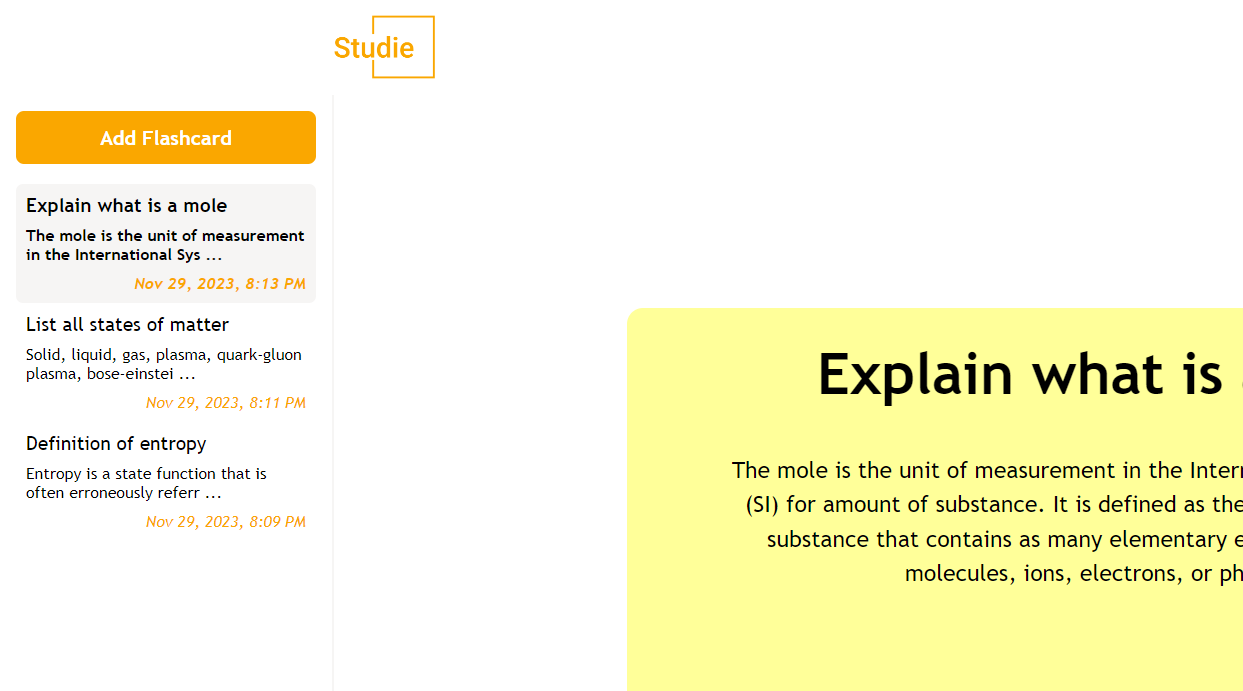 Studie
Add Flashcard
Explain what is a mole
The mole is the unit of measurement
in the International Sys ...
Nov 29, 2023, 8:13 PM
List all states of matter
Solid, liquid, gas, plasma, quark-gluon
plasma, bose-einstei ...
Nov 29, 2023, 8:11 PM
Definition of entropy
Entropy is a state function that is
often erroneously referr ...
Nov 29, 2023, 8:09 PM
Explain what is
The mole is the unit of measurement in the Intern
(SI) for amount of substance. It is defined as the
substance that contains as many elementary e
molecules, ions, electrons, or ph